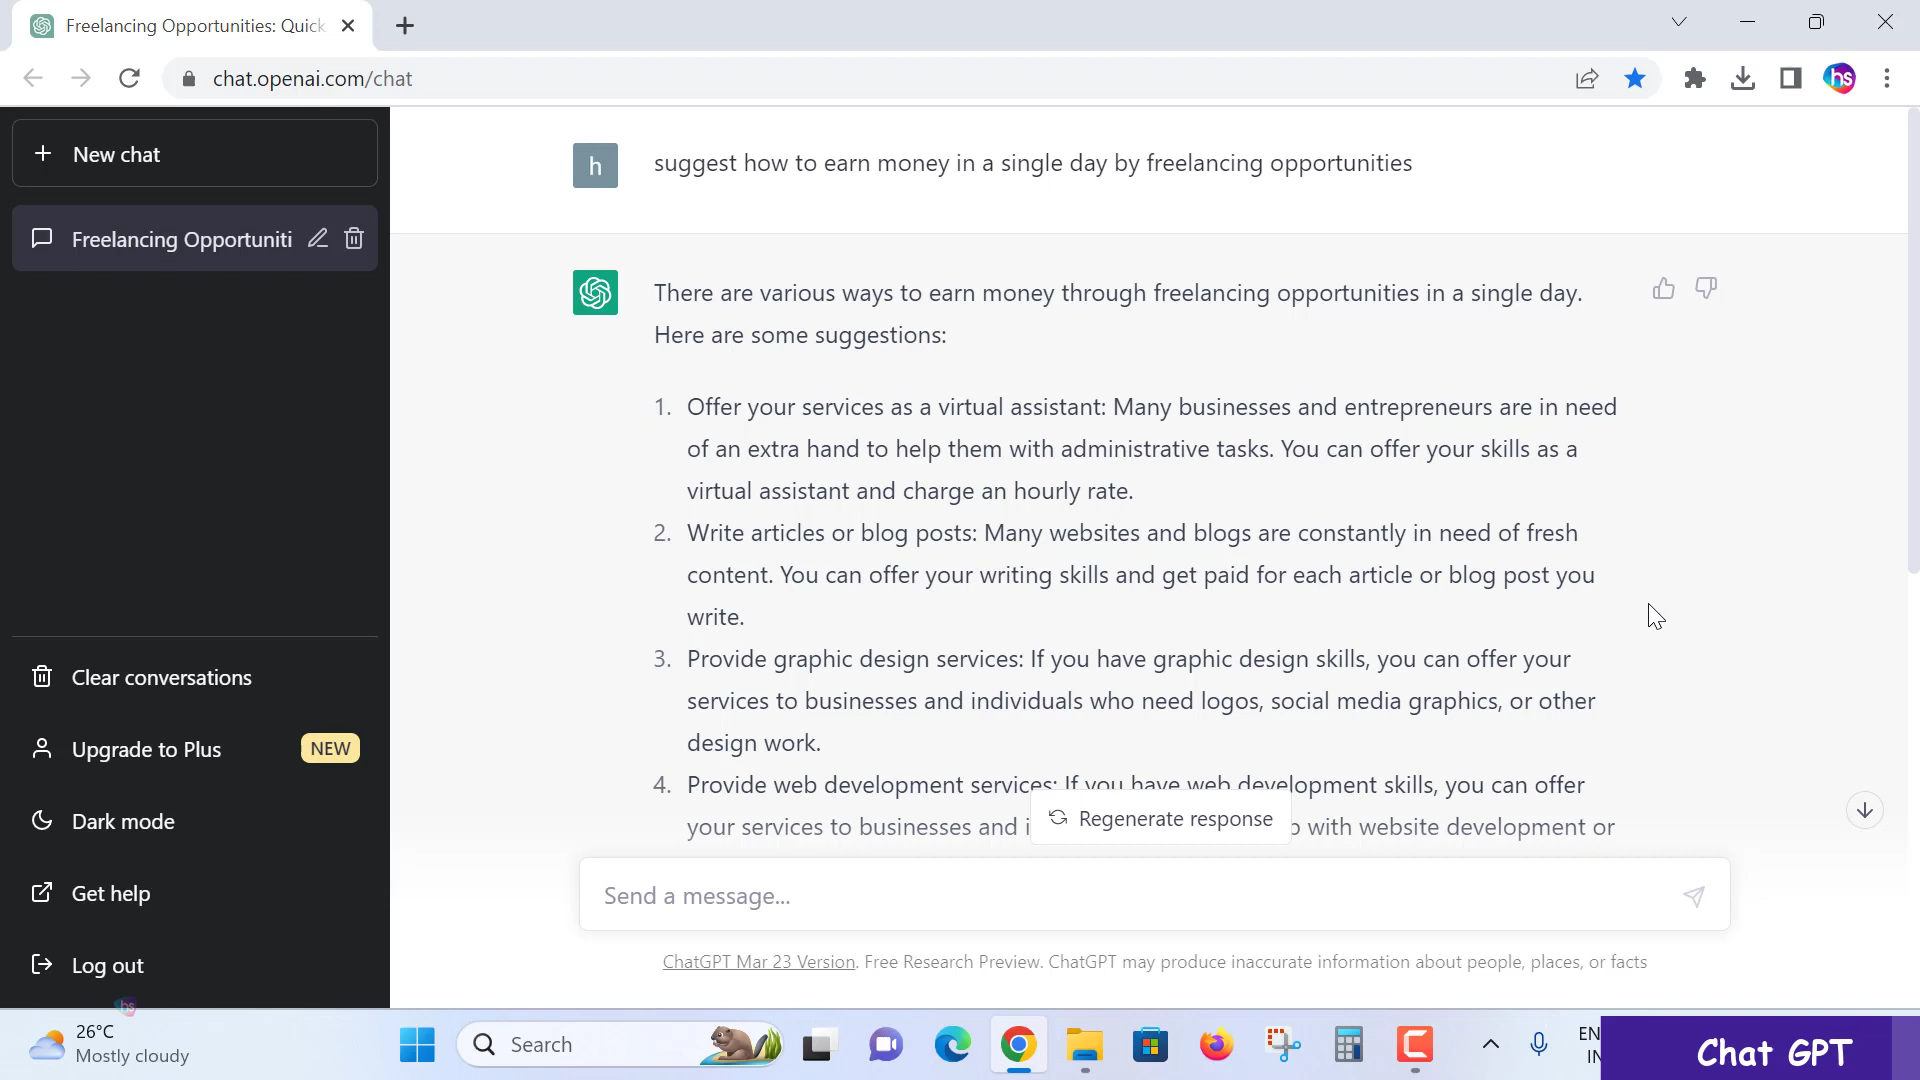 Freelancing Opportunities: Quick
chat.openai.com/chat
hs
New chat
Freelancing Opportuniti
Clear conversations
Upgrade to Plus NEW
Dark mode
Get help
Log out
h
suggest how to earn money in a single day by freelancing opportunities
There are various ways to earn money through freelancing opportunities in a single day.
Here are some suggestions:
1. Offer your services as a virtual assistant: Many businesses and entrepreneurs are in need
of an extra hand to help them with administrative tasks. You can offer your skills as a
virtual assistant and charge an hourly rate.
2. Write articles or blog posts: Many websites and blogs are constantly in need of fresh
content. You can offer your writing skills and get paid for each article or blog post you
write.
3. Provide graphic design services: If you have graphic design skills, you can offer your
services to businesses and individuals who need logos, social media graphics, or other
design work.
4. Provide web development services: If you have web development skills, you can offer
your services to businesses and with website development or
Regenerate response
Send a message...
ChatGPT Mar 23 Version. Free Research Preview. ChatGPT may produce inaccurate information about people, places, or facts
hs
26°C
Mostly cloudy
Search
EN
IN
Chat GPT